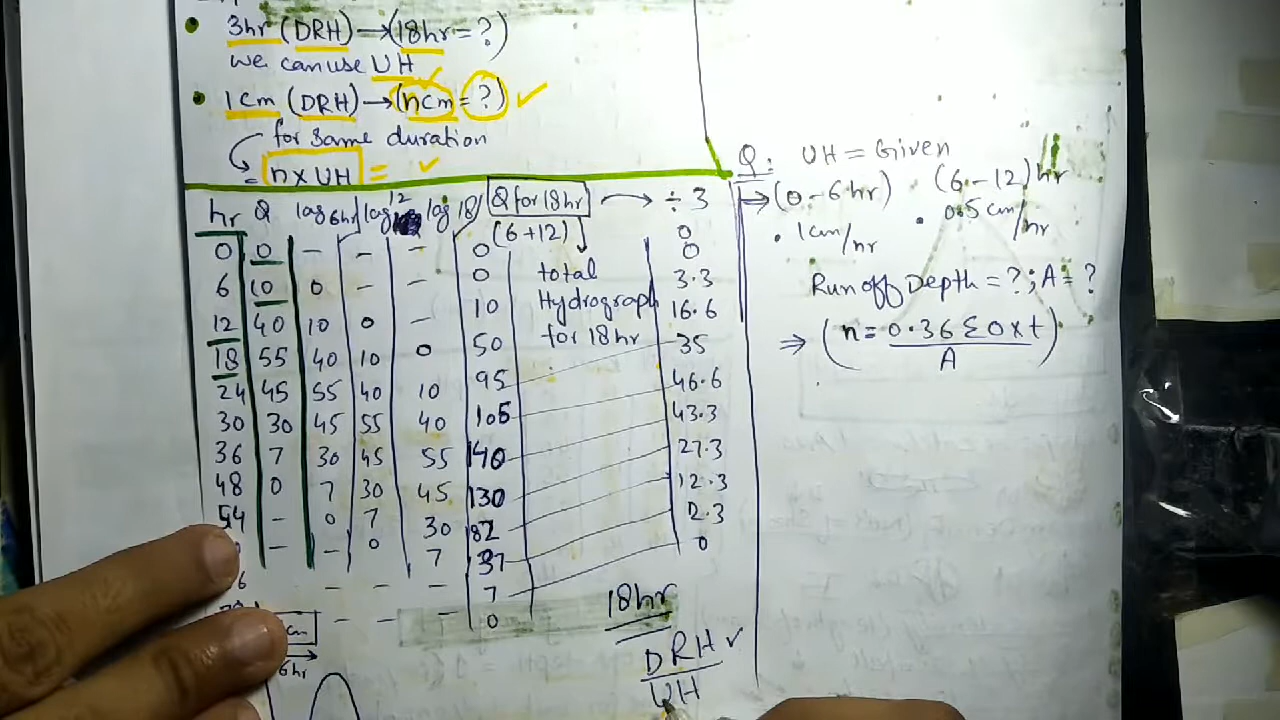 • 3hr (DRH) → (18hr = ?)
we can use UH
• 1cm (DRH) → (ncm = ?) ✓
for same duration
= n x UH = ✓
hr Q lag 6hr lag 12 lag 18 Q for 18hr → ÷ 3
(6+12) 0
0 0 – – – 0 0
6 10 0 – – 0 total 3.3
12 40 10 0 – 10 Hydrograph 16.6
18 55 40 10 0 50 for 18hr 35
24 45 55 40 10 95 46.6
30 30 45 55 40 105 43.3
36 7 30 45 55 140 27.3
48 0 7 30 45 130 12.3
54 – 0 7 30 82 2.3
– – 0 7 37 0
6 – – – 7
– – – 0
cm
6hr
18hr
DRH ✓
UH
Q: UH = Given
→ (0-6hr) • (6-12)hr
• 1cm/hr • 0.5cm/hr
Runoff Depth = ? ; A = ?
⇒ (n = 0.36 Σ O x t / A)